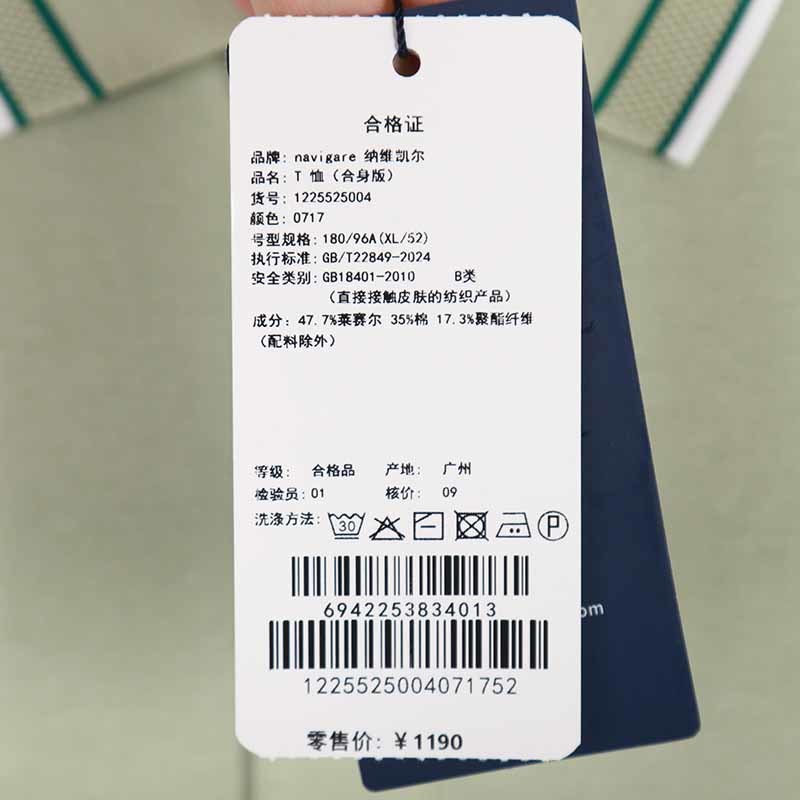 合格证
品牌: navigare 纳维凯尔
品名: T 恤（合身版）
货号: 1225525004
颜色: 0717
号型规格: 180/96A(XL/52)
执行标准: GB/T22849-2024
安全类别: GB18401-2010 B类
（直接接触皮肤的纺织产品）
成分: 47.7%莱赛尔 35%棉 17.3%聚酯纤维
（配料除外）
等级: 合格品 产地: 广州
检验员: 01 核价: 09
洗涤方法: 30 P
6942253834013
om
1225525004071752
零售价: ¥1190